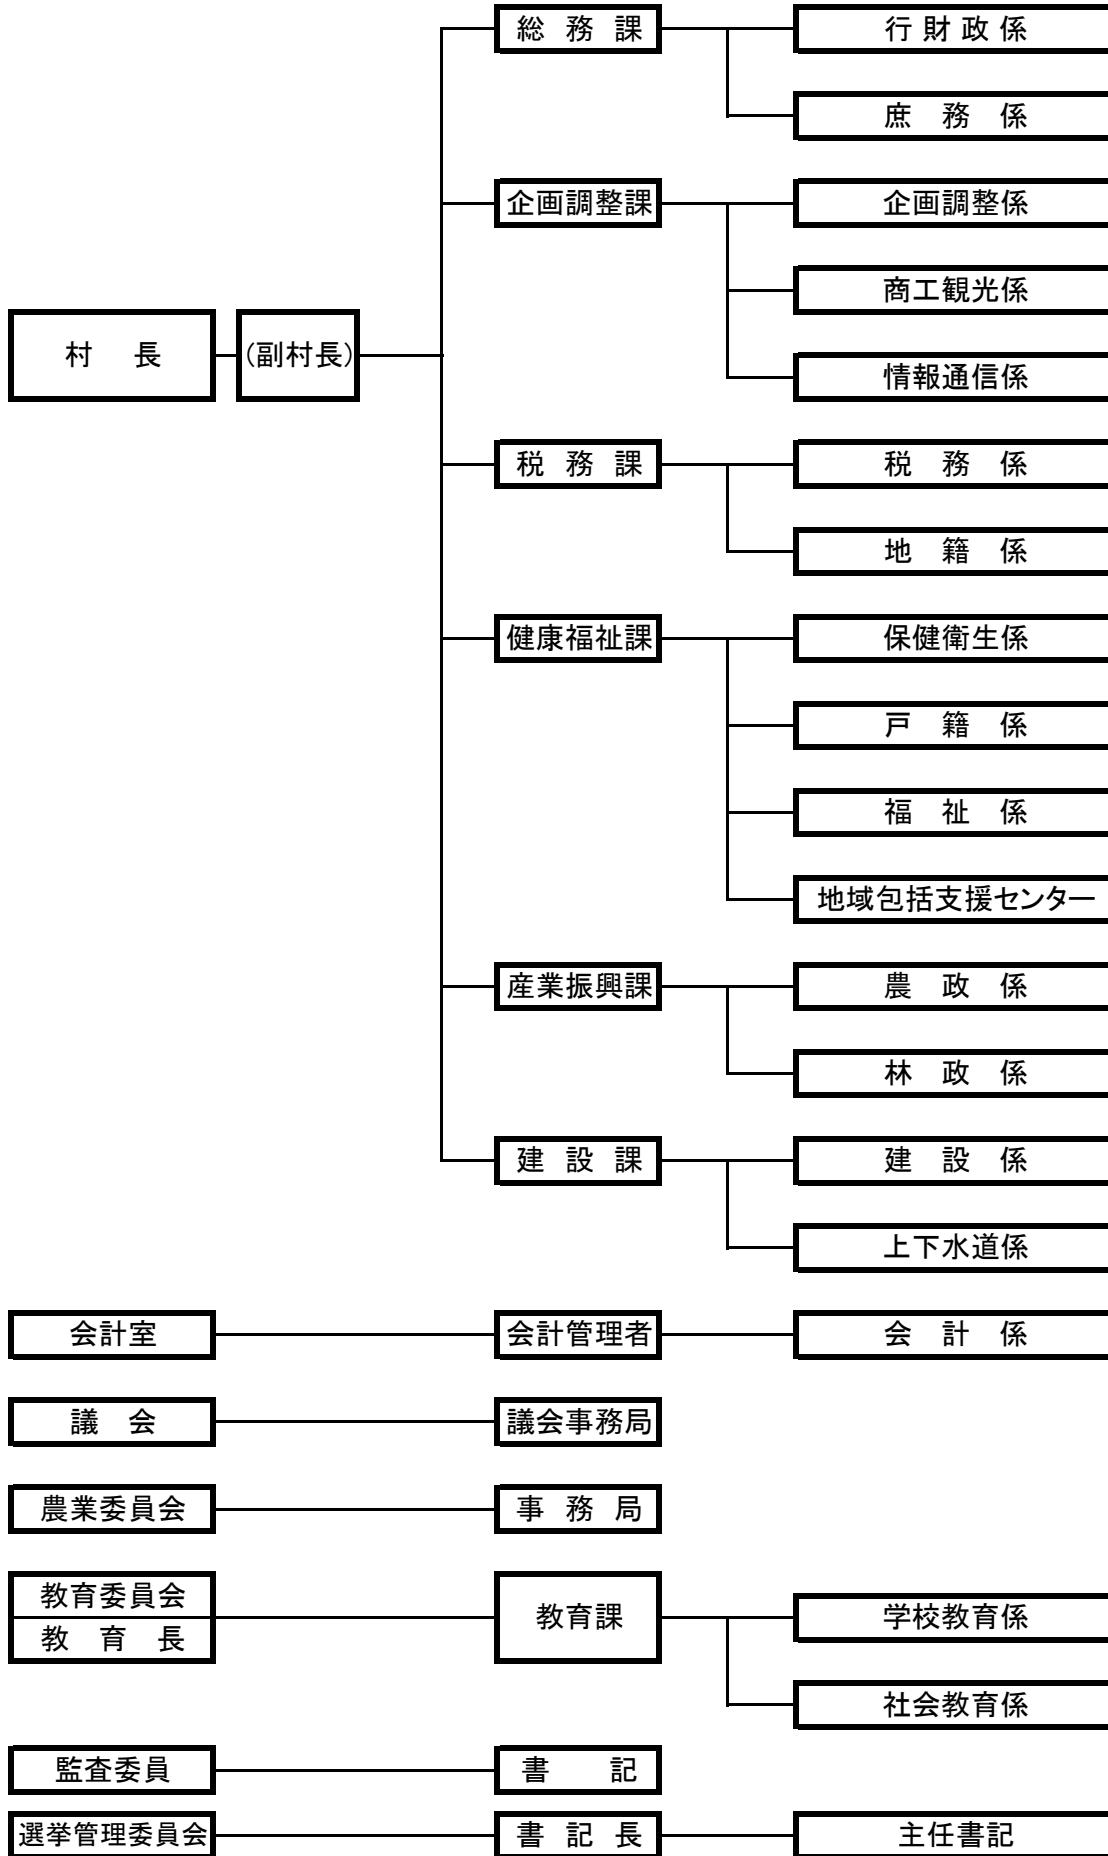 総務課 行財政係
庶務係
企画調整課 企画調整係
商工観光係
村長 (副村長) 情報通信係
税務課 税務係
地籍係
健康福祉課 保健衛生係
戸籍係
福祉係
地域包括支援センター
産業振興課 農政係
林政係
建設課 建設係
上下水道係
会計室 会計管理者 会計係
議会 議会事務局
農業委員会 事務局
教育委員会
教育長 教育課 学校教育係
社会教育係
監査委員 書記
選挙管理委員会 書記長 主任書記